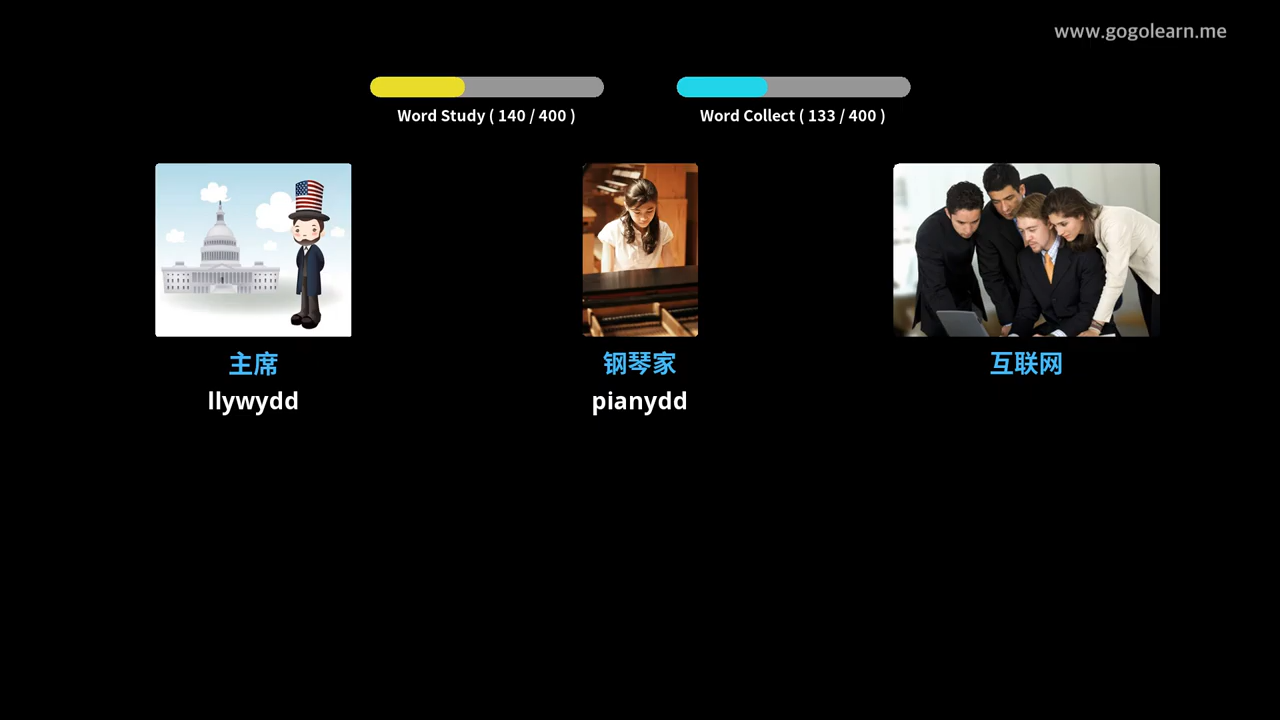 www.gogolearn.me
Word Study ( 140 / 400 )
Word Collect ( 133 / 400 )
主席
钢琴家
互联网
llywydd
pianydd